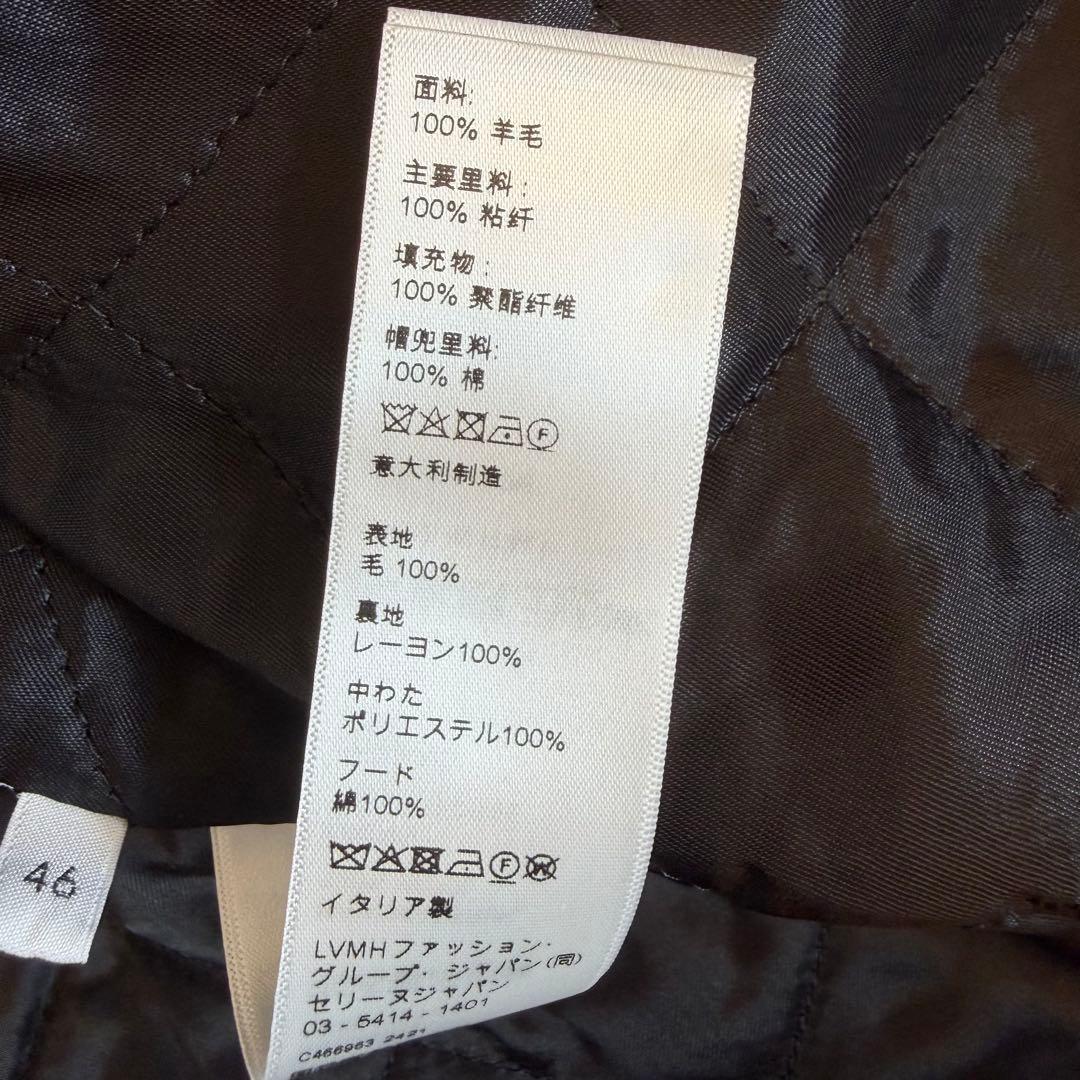 面料:
100% 羊毛
主要里料:
100% 粘纤
填充物:
100% 聚酯纤维
帽兜里料:
100% 棉
F
意大利制造
表地
毛 100%
裏地
レーヨン100%
中わた
ポリエステル100%
フード
綿100%
F W
イタリア製
LVMHファッション・
グループ・ジャパン(同)
セリーヌジャパン
03 - 5414 - 1401
C466963 2421
46